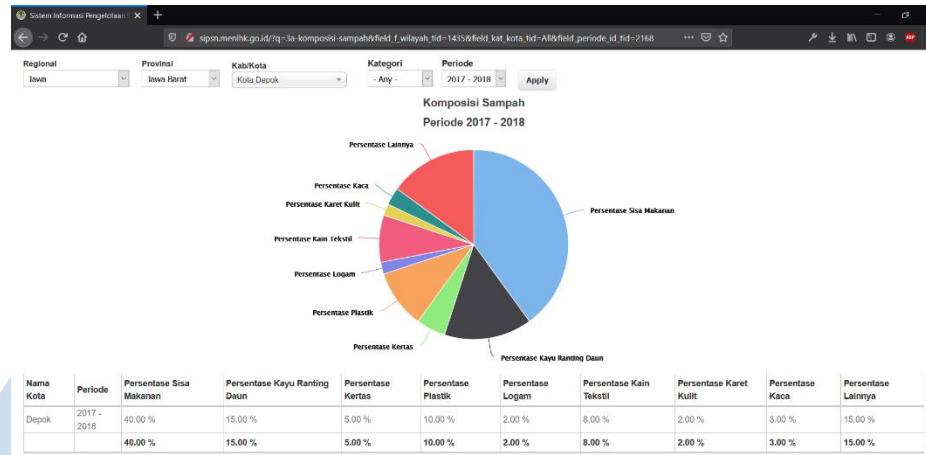 Sistem Informasi Pengelolaan
sipsn.menlhk.go.id/?q=3a-komposisi-sampah&field_f_wilayah_tid=1435&field_kat_kota_tid=All&field_periode_id_tid=2168
Regional Provinsi Kab/Kota Kategori Periode
Jawa Jawa Barat Kota Depok - Any - 2017 - 2018 Apply
Komposisi Sampah
Periode 2017 - 2018
Persentase Lainnya
Persentase Kaca
Persentase Karet Kulit
Persentase Sisa Makanan
Persentase Kain Tekstil
Persentase Logam
Persentase Plastik
Persentase Kertas
Persentase Kayu Ranting Daun
Nama Kota Periode Persentase Sisa Makanan Persentase Kayu Ranting Daun Persentase Kertas Persentase Plastik Persentase Logam Persentase Kain Tekstil Persentase Karet Kulit Persentase Kaca Persentase Lainnya
Depok 2017 - 2018 40.00 % 15.00 % 5.00 % 10.00 % 2.00 % 8.00 % 2.00 % 3.00 % 15.00 %
40.00 % 15.00 % 5.00 % 10.00 % 2.00 % 8.00 % 2.00 % 3.00 % 15.00 %